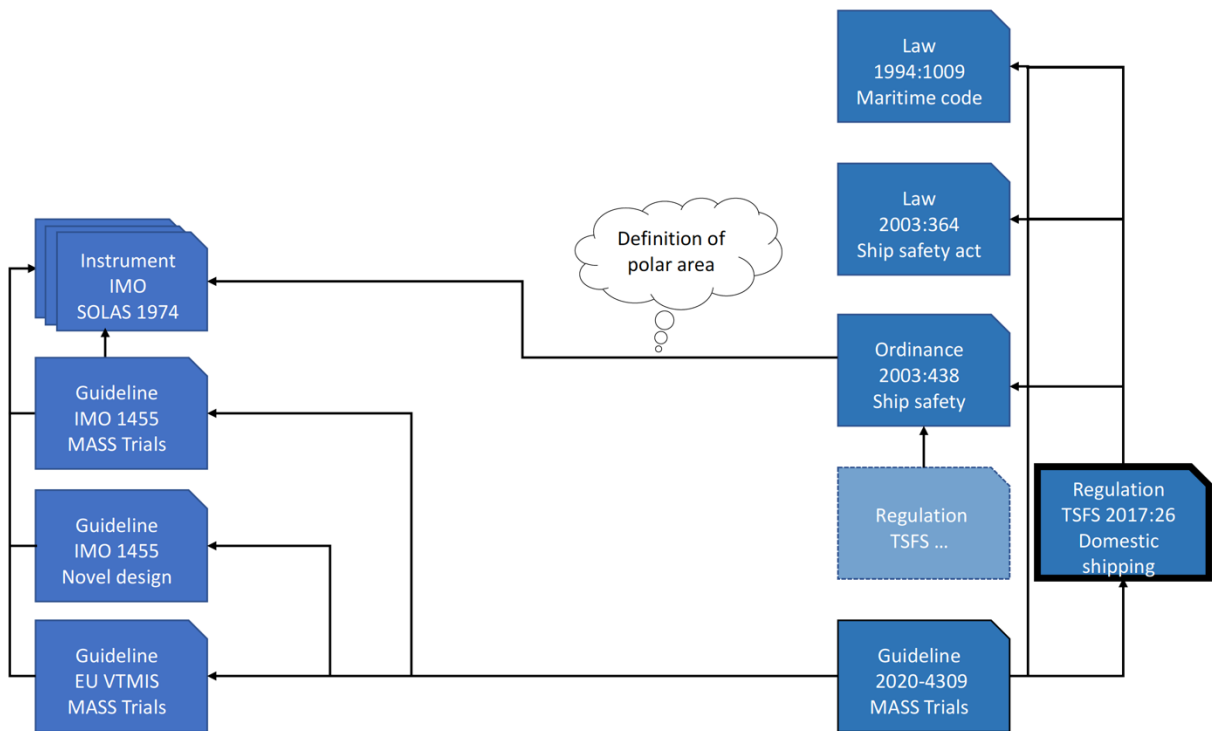 Law
1994:1009
Maritime code
Law
2003:364
Ship safety act
Definition of
polar area
Instrument
IMO
SOLAS 1974
Ordinance
2003:438
Ship safety
Guideline
IMO 1455
MASS Trials
Regulation
TSFS ...
Regulation
TSFS 2017:26
Domestic
shipping
Guideline
IMO 1455
Novel design
Guideline
EU VTMIS
MASS Trials
Guideline
2020-4309
MASS Trials